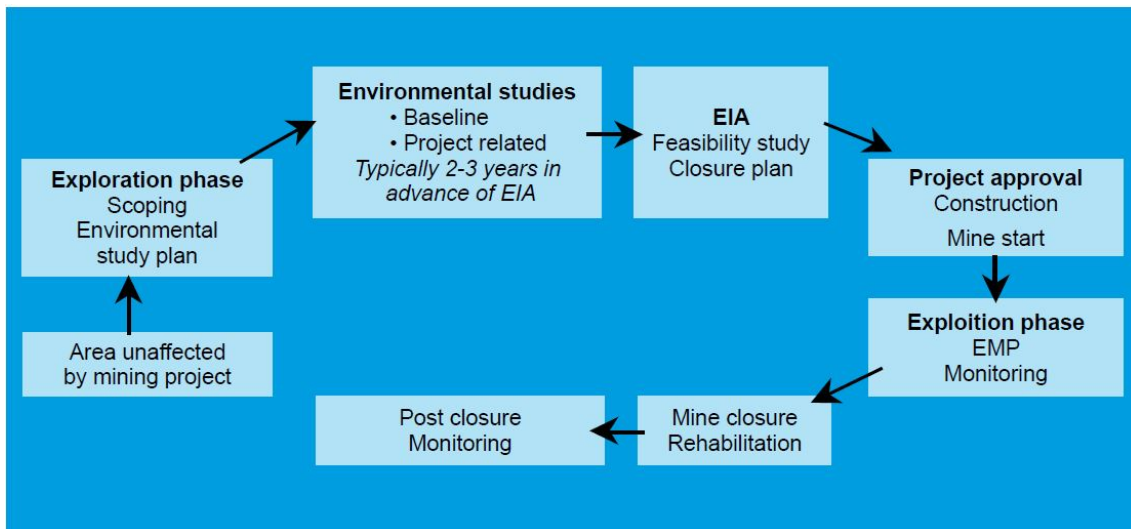 Area unaffected
by mining project
Exploration phase
Scoping
Environmental
study plan
Environmental studies
• Baseline
• Project related
Typically 2-3 years in
advance of EIA
EIA
Feasibility study
Closure plan
Project approval
Construction
Mine start
Exploition phase
EMP
Monitoring
Mine closure
Rehabilitation
Post closure
Monitoring